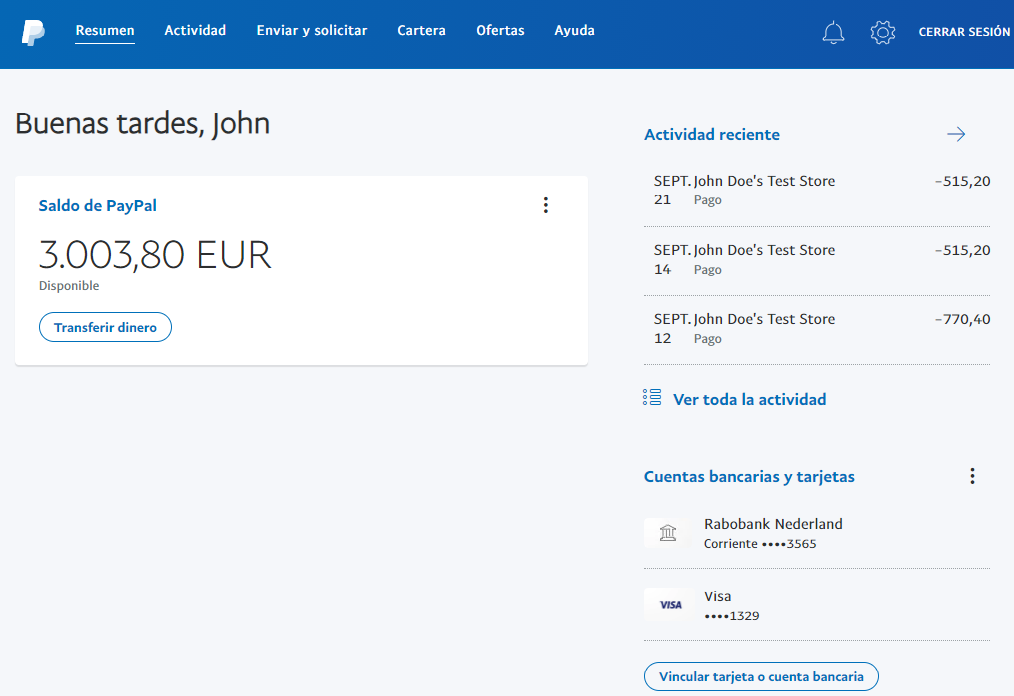 Resumen Actividad Enviar y solicitar Cartera Ofertas Ayuda CERRAR SESIÓN
Buenas tardes, John
Saldo de PayPal
3.003,80 EUR
Disponible
Transferir dinero
Actividad reciente
SEPT. John Doe's Test Store -515,20
21 Pago
SEPT. John Doe's Test Store -515,20
14 Pago
SEPT. John Doe's Test Store -770,40
12 Pago
Ver toda la actividad
Cuentas bancarias y tarjetas
Rabobank Nederland
Corriente ••••3565
VISA Visa
••••1329
Vincular tarjeta o cuenta bancaria